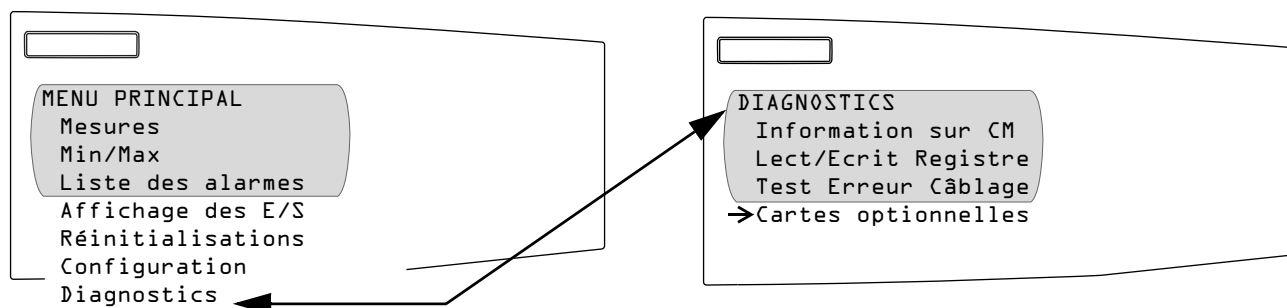 MENU PRINCIPAL
Mesures
Min/Max
Liste des alarmes
Affichage des E/S
Réinitialisations
Configuration
Diagnostics
DIAGNOSTICS
Information sur CM
Lect/Ecrit Registre
Test Erreur Câblage
Cartes optionnelles